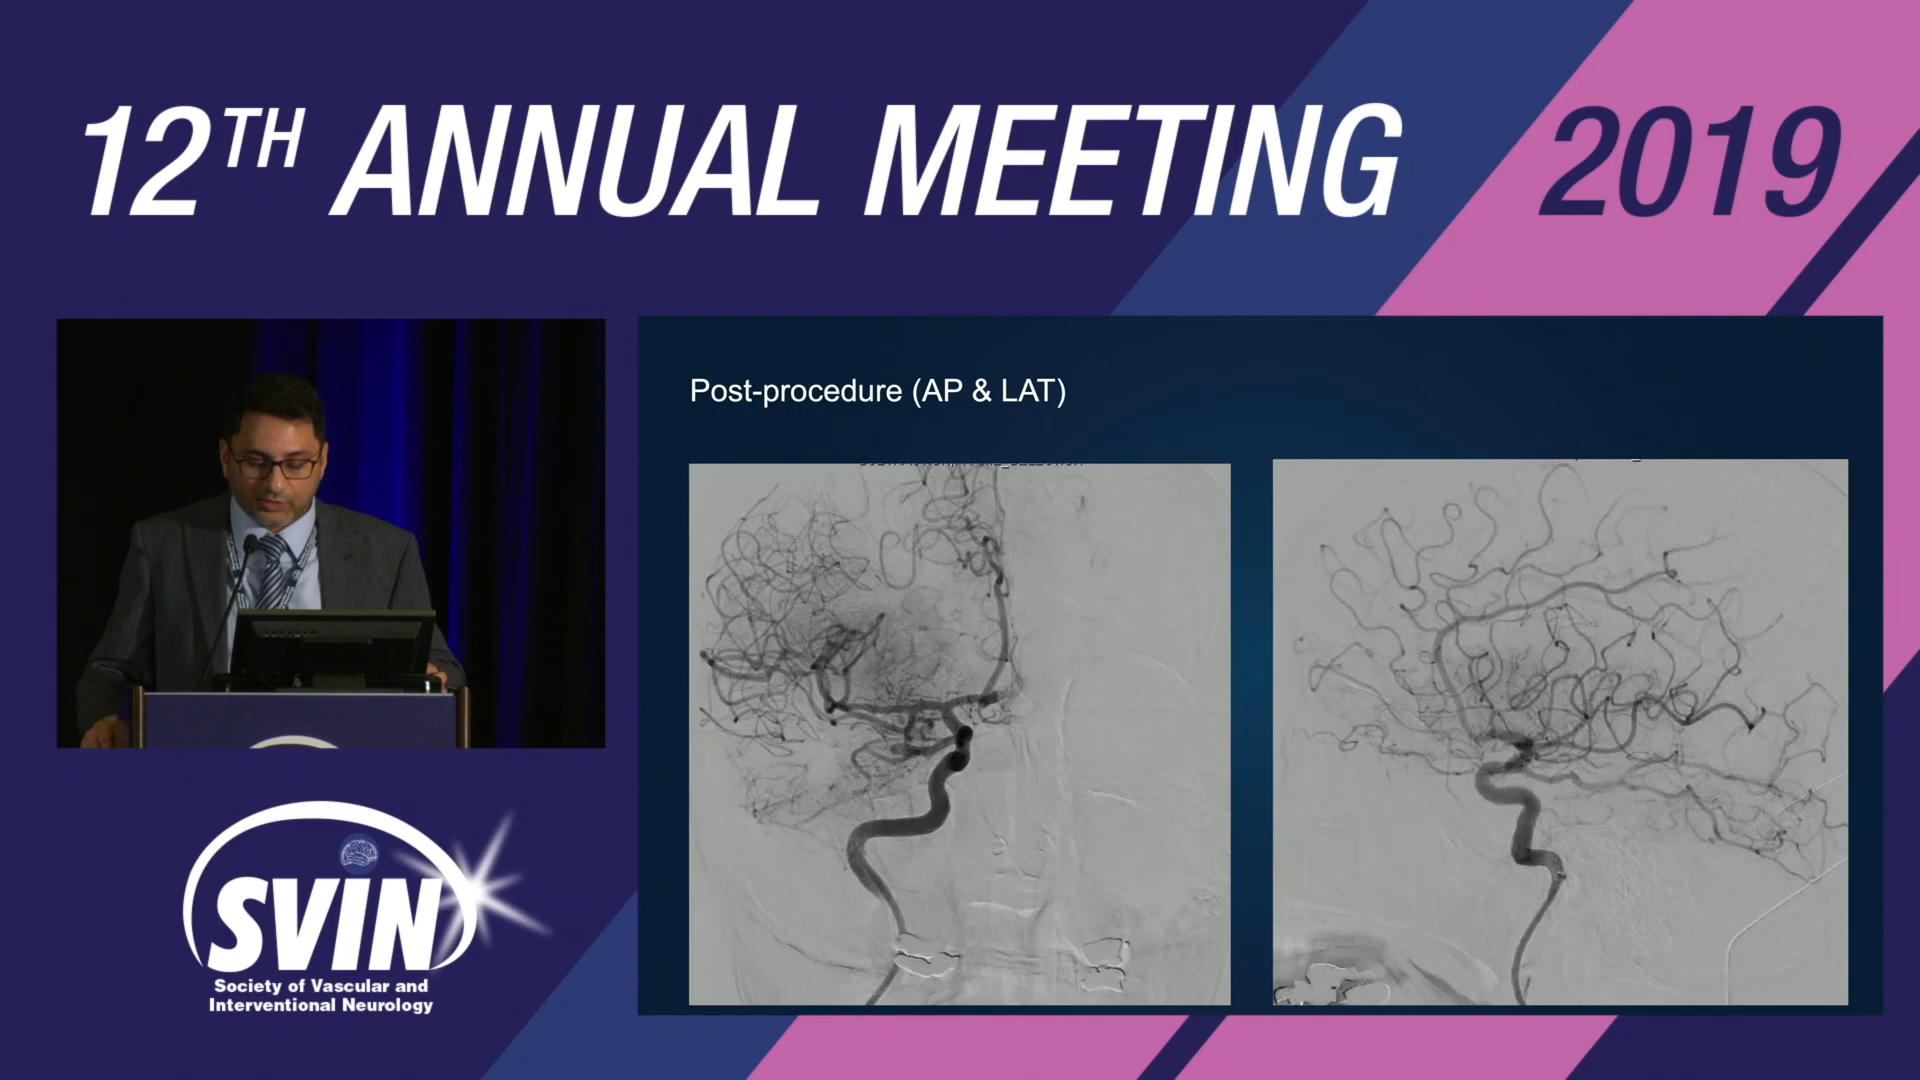 12TH ANNUAL MEETING 2019
Post-procedure (AP & LAT)
SVIN
Society of Vascular and
Interventional Neurology